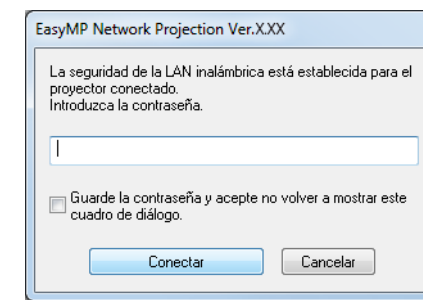 EasyMP Network Projection Ver.X.XX
La seguridad de la LAN inalámbrica está establecida para el
proyector conectado.
Introduzca la contraseña.
Guarde la contraseña y acepte no volver a mostrar este
cuadro de diálogo.
Conectar
Cancelar